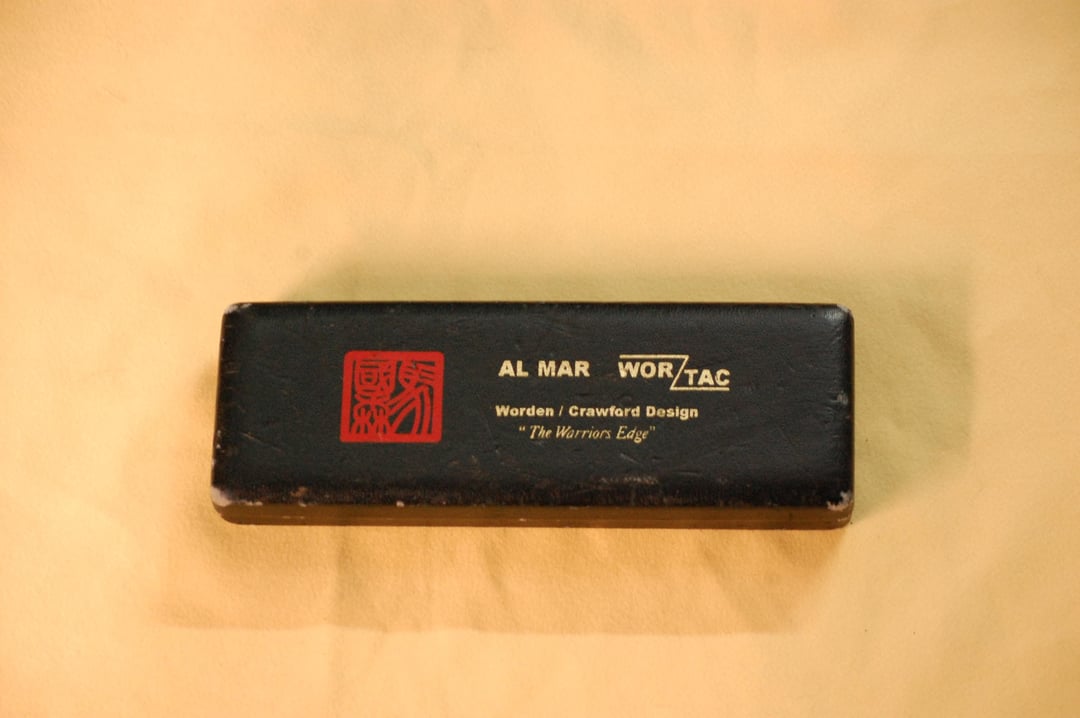 AL MAR WOR TAC
Worden / Crawford Design
"The Warriors Edge"